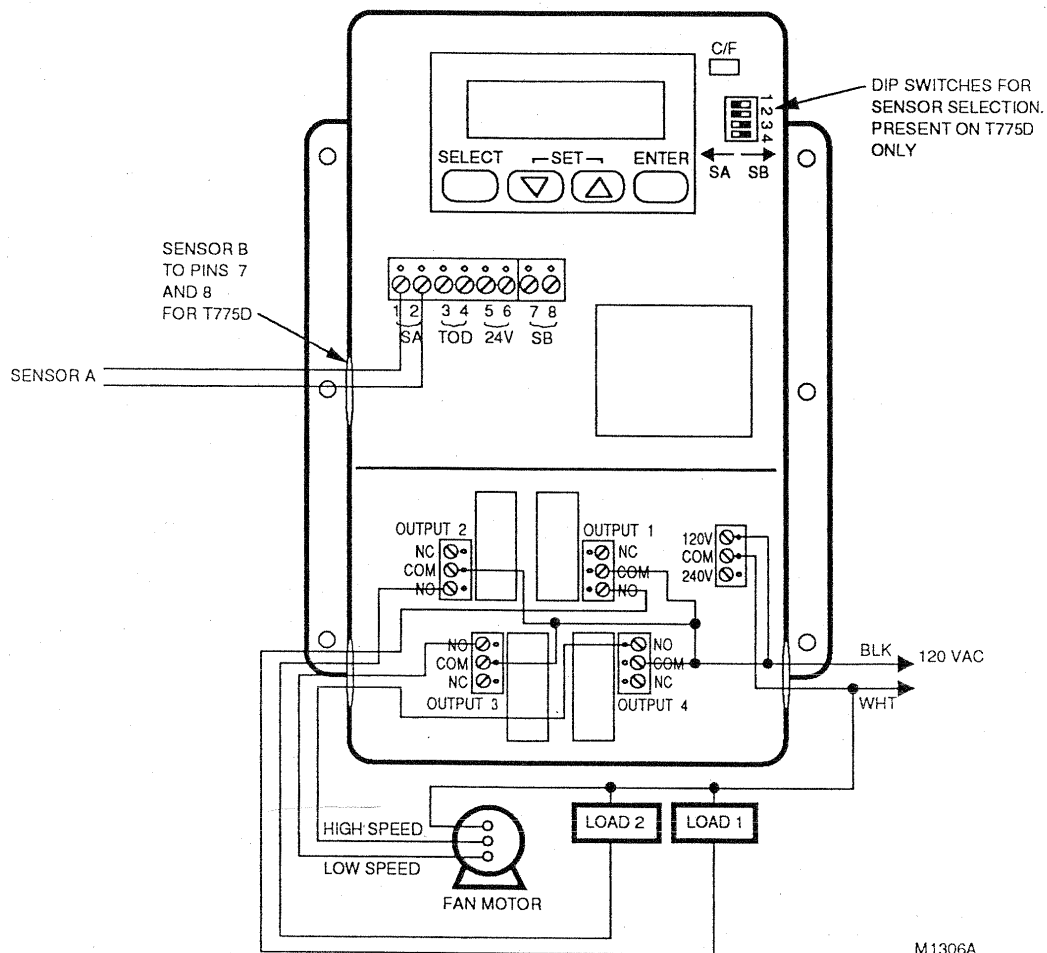 C/F
1
2
3
4
DIP SWITCHES FOR
SENSOR SELECTION.
PRESENT ON T775D
ONLY
SELECT
SET
ENTER
SA
SB
SENSOR B
TO PINS 7
AND 8
FOR T775D
1 2 3 4 5 6 7 8
SA TOD 24V SB
SENSOR A
OUTPUT 2
NC
COM
NO
OUTPUT 1
NC
COM
NO
120V
COM
240V
NO
COM
NC
OUTPUT 3
NO
COM
NC
OUTPUT 4
BLK
120 VAC
WHT
LOAD 2
LOAD 1
HIGH SPEED
LOW SPEED
FAN MOTOR
M1306A